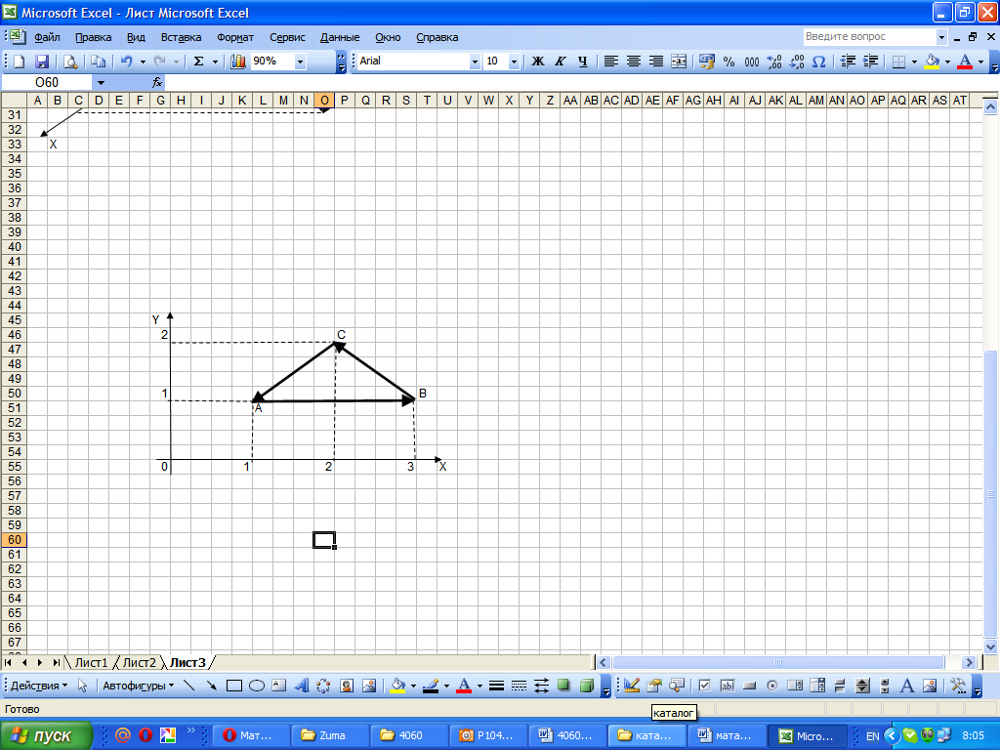 Microsoft Excel - Лист Microsoft Excel
Файл Правка Вид Вставка Формат Сервис Данные Окно Справка Введите вопрос
90% Arial 10 Ж К Ч % 000
O60 fx
A B C D E F G H I J K L M N O P Q R S T U V W X Y Z AA AB AC AD AE AF AG AH AI AJ AK AL AM AN AO AP AQ AR AS AT
31
32
33 X
34
35
36
37
38
39
40
41
42
43
44
45 Y
46 2 C
47
48
49
50 1 B
51 A
52
53
54
55 0 1 2 3 X
56
57
58
59
60
61
62
63
64
65
66
67
Лист1 Лист2 Лист3
Действия Автофигуры
Готово
каталог
пуск Мат... Zuma 4060 P104... 4060... ката... мата... Micro... EN 8:05